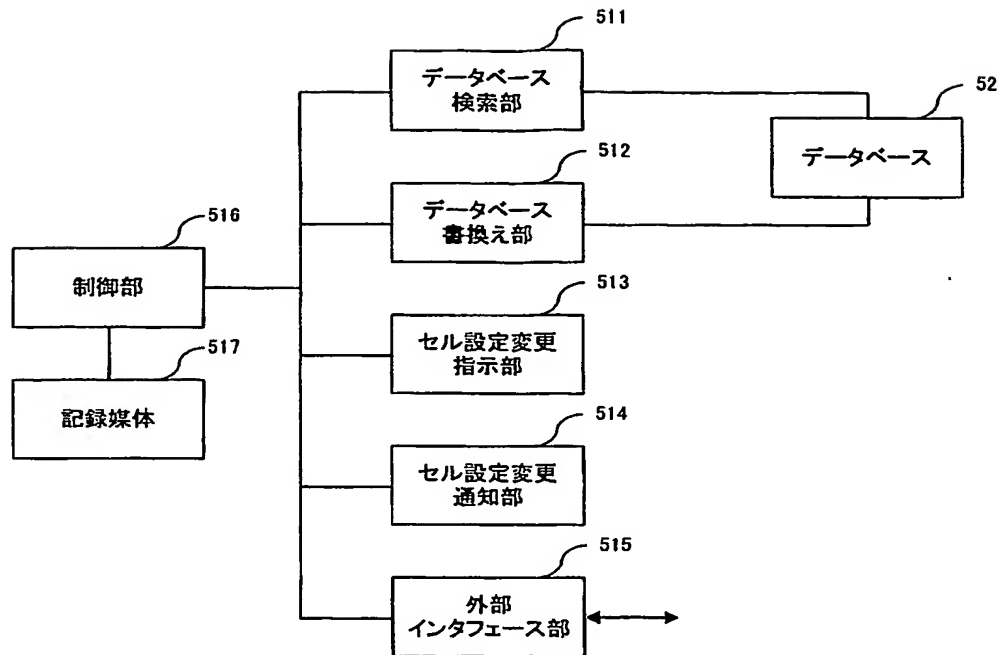 511
データベース
検索部
52
データベース
512
データベース
書換え部
516
制御部
513
セル設定変更
指示部
517
記録媒体
514
セル設定変更
通知部
515
外部
インタフェース部